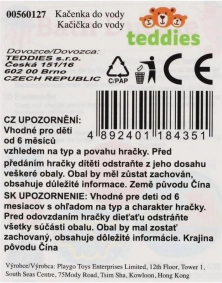 00560127
Kačenka do vody
Kačička do vody
teddies
Dovozce/Dovozca:
TEDDIES s.r.o.
Česká 151/16
602 00 Brno
CZECH REPUBLIC
C/PAP
CE
4892401184351
CZ UPOZORNĚNÍ:
Vhodné pro děti
od 6 měsíců
vzhledem na typ a povahu hračky. Před
předáním hračky dítěti odstraňte z jeho dosahu
veškeré obaly. Obal by měl zůstat zachován,
obsahuje důležité informace. Země původu Čína
SK UPOZORNENIE: Vhodné pre deti od 6
mesiacov s ohľadom na typ a charakter hračky.
Pred odovzdaním hračky dieťaťu odstráňte
všetky súčasti obalu. Obal by mal zostať
zachovaný, obsahuje dôležité informace. Krajina
pôvodu Čína
Výrobce/Výrobca: Playgo Toys Enterprises Limited, 12th Floor, Tower 1,
South Seas Centre, 75Mody Road, Tsim Sha, Kowloon, Hong Kong